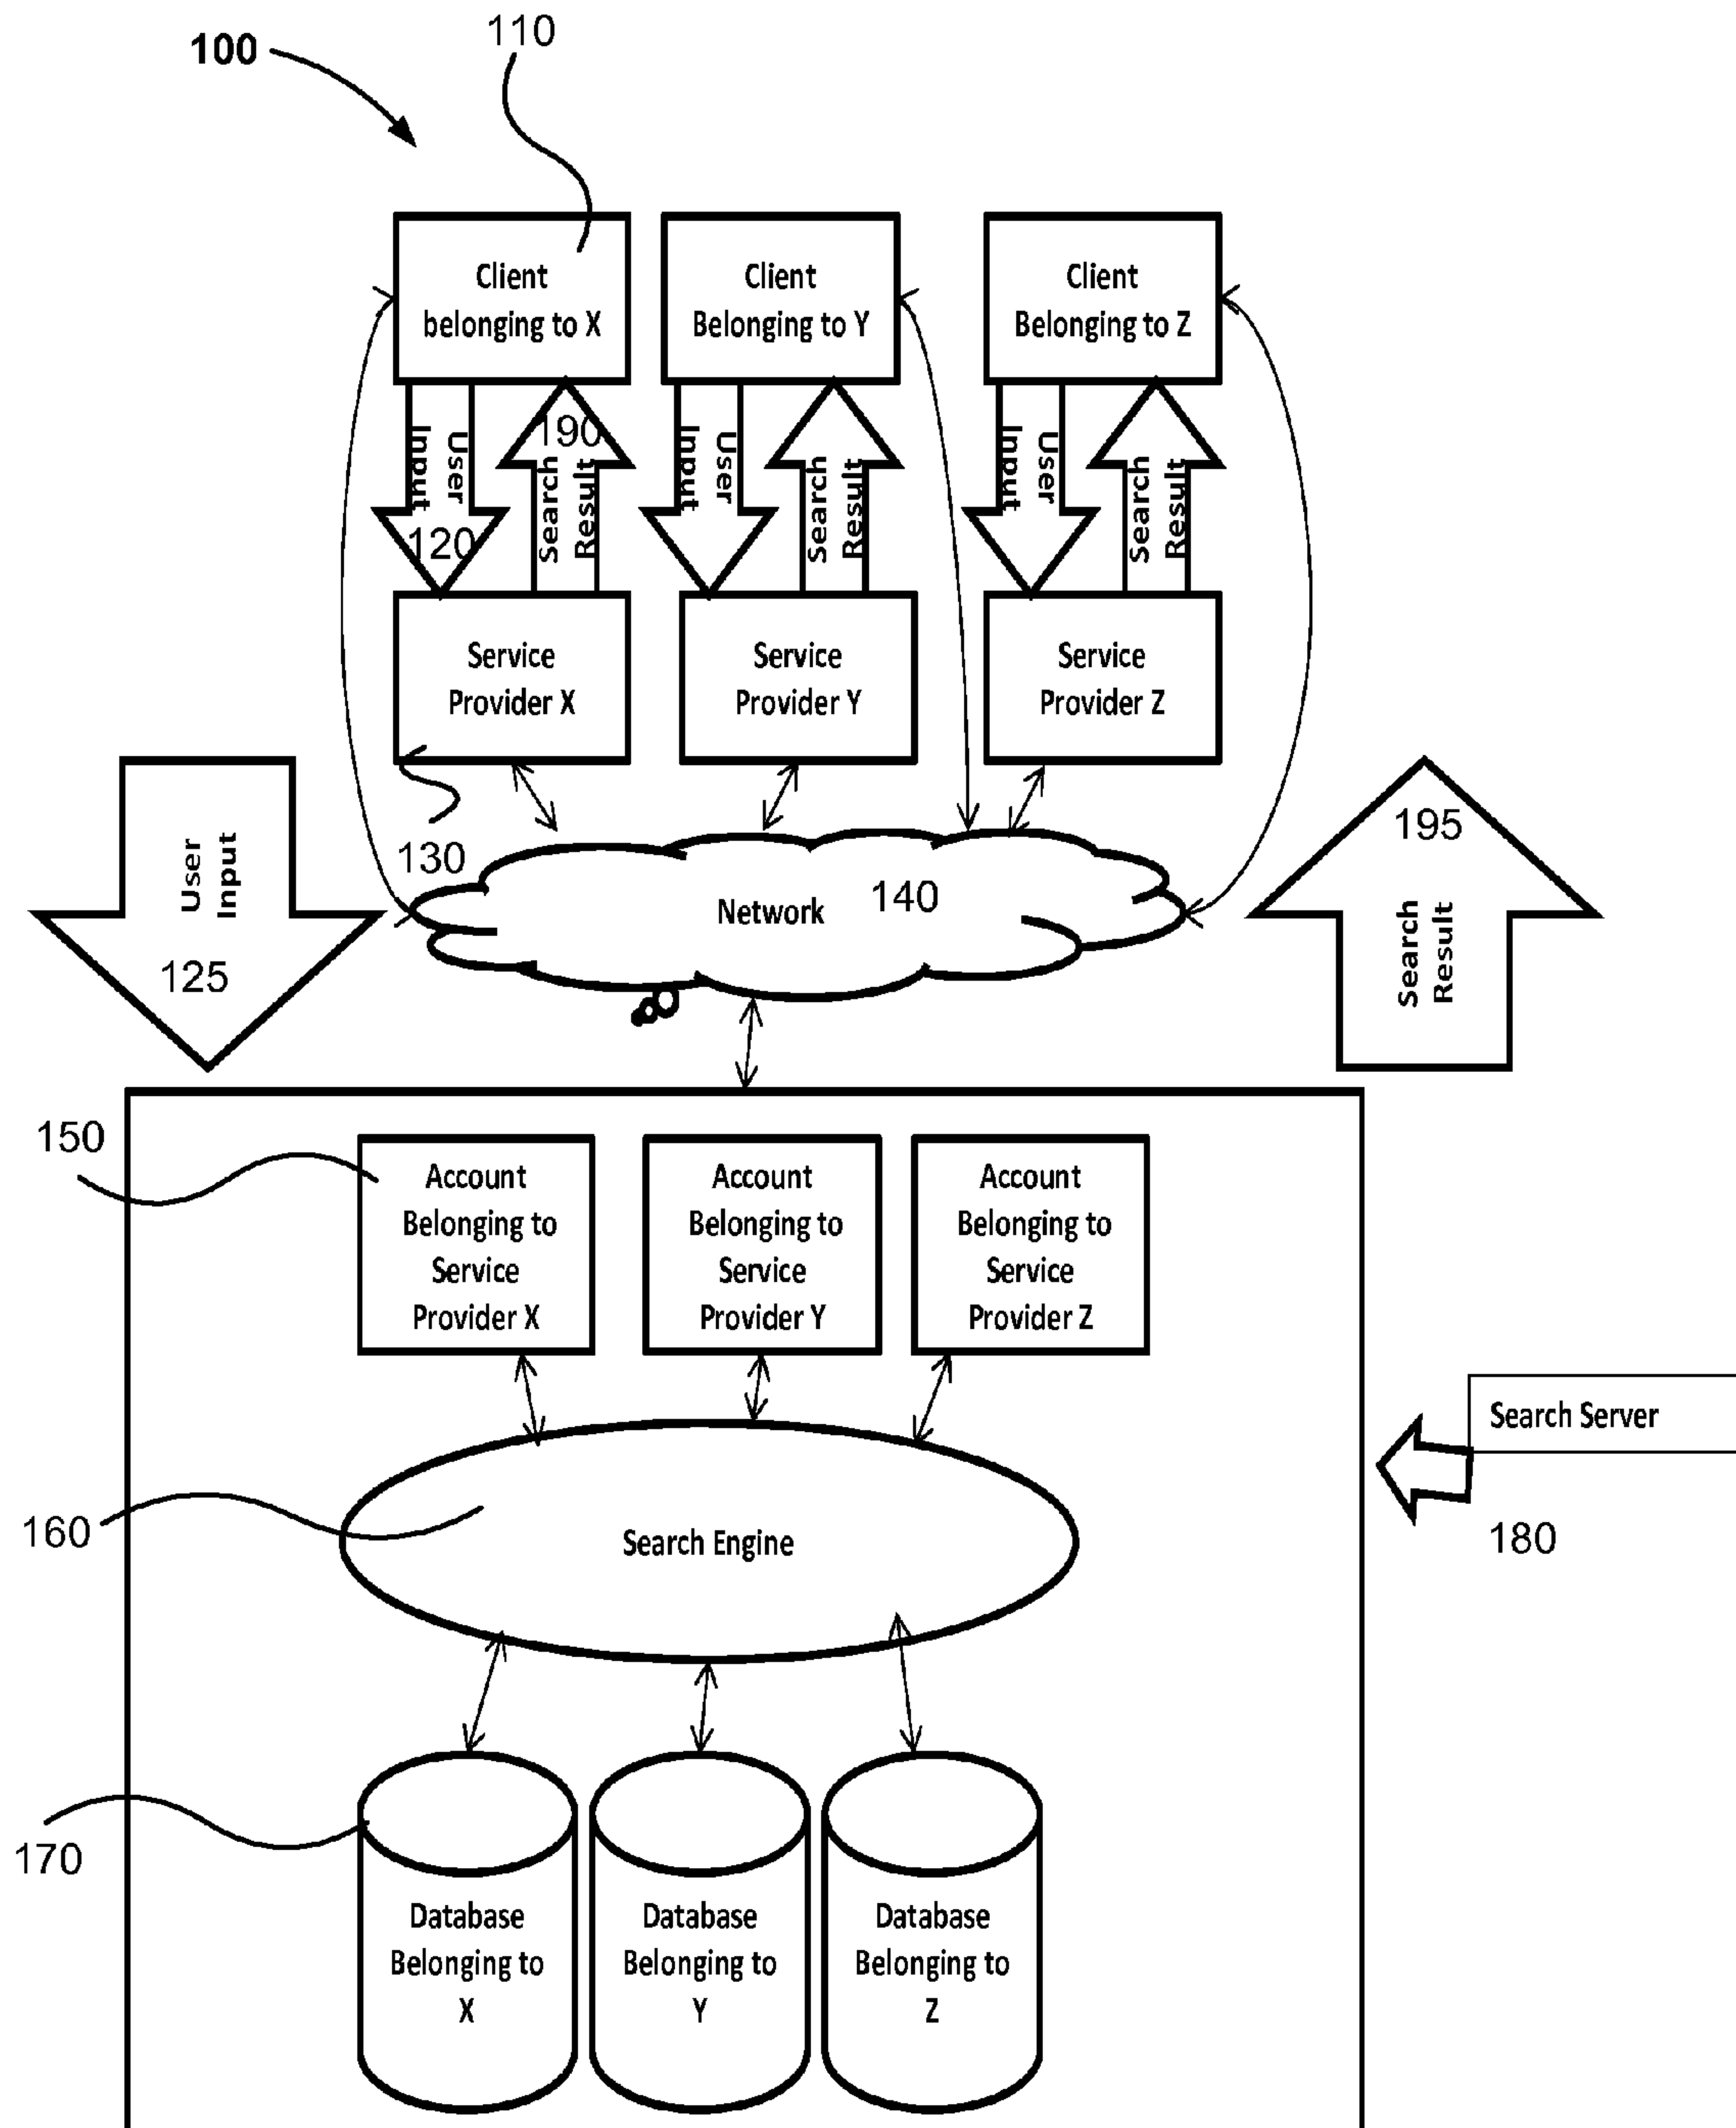 100
110
Client
belonging to X
Client
Belonging to Y
Client
Belonging to Z
User
Input
120
190
Search
Result
User
Input
Search
Result
User
Input
Search
Result
Service
Provider X
Service
Provider Y
Service
Provider Z
130
User
Input
125
Network
140
195
Search
Result
150
Account
Belonging to
Service
Provider X
Account
Belonging to
Service
Provider Y
Account
Belonging to
Service
Provider Z
Search Server
180
160
Search Engine
170
Database
Belonging to
X
Database
Belonging to
Y
Database
Belonging to
Z